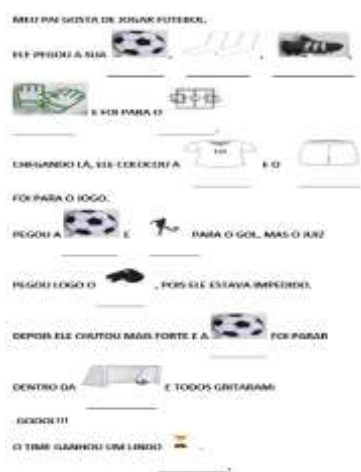 MEU PAI GOSTA DE JOGAR FUTEBOL.
ELE PEGOU A SUA , , ,
E FOI PARA O .
CHEGANDO LÁ, ELE COLOCOU A E O
FOI PARA O JOGO.
PEGOU A E PARA O GOL, MAS O JUIZ
PEGOU LOGO O , POIS ELE ESTAVA IMPEDIDO.
DEPOIS ELE CHUTOU MAIS FORTE E A FOI PARAR
DENTRO DA E TODOS GRITARAM:
O TIME GANHOU UM LINDO .